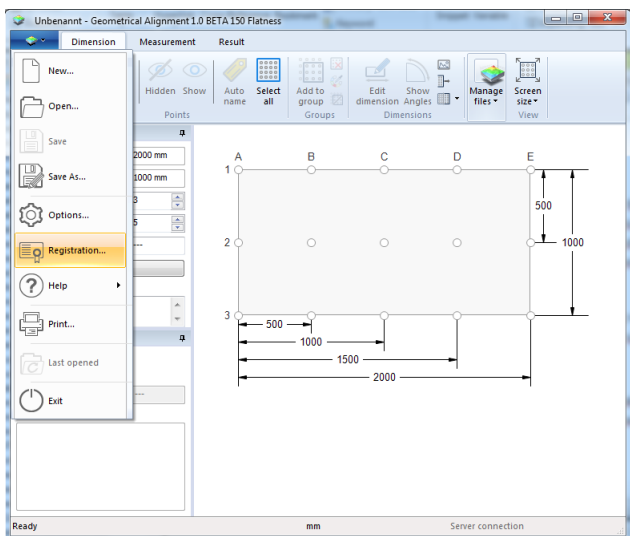 Unbenannt - Geometrical Alignment 1.0 BETA 150 Flatness
Dimension Measurement Result
New...
Open...
Save
Save As...
Options...
Registration...
Help
Print...
Last opened
Exit
Hidden Show
Points
Auto name
Select all
Add to group
Groups
Edit dimension
Show Angles
Dimensions
Manage files
Screen size
View
2000 mm
1000 mm
3
5
---
---
A B C D E
1
2
3
500
1000
500
1000
1500
2000
Ready mm Server connection